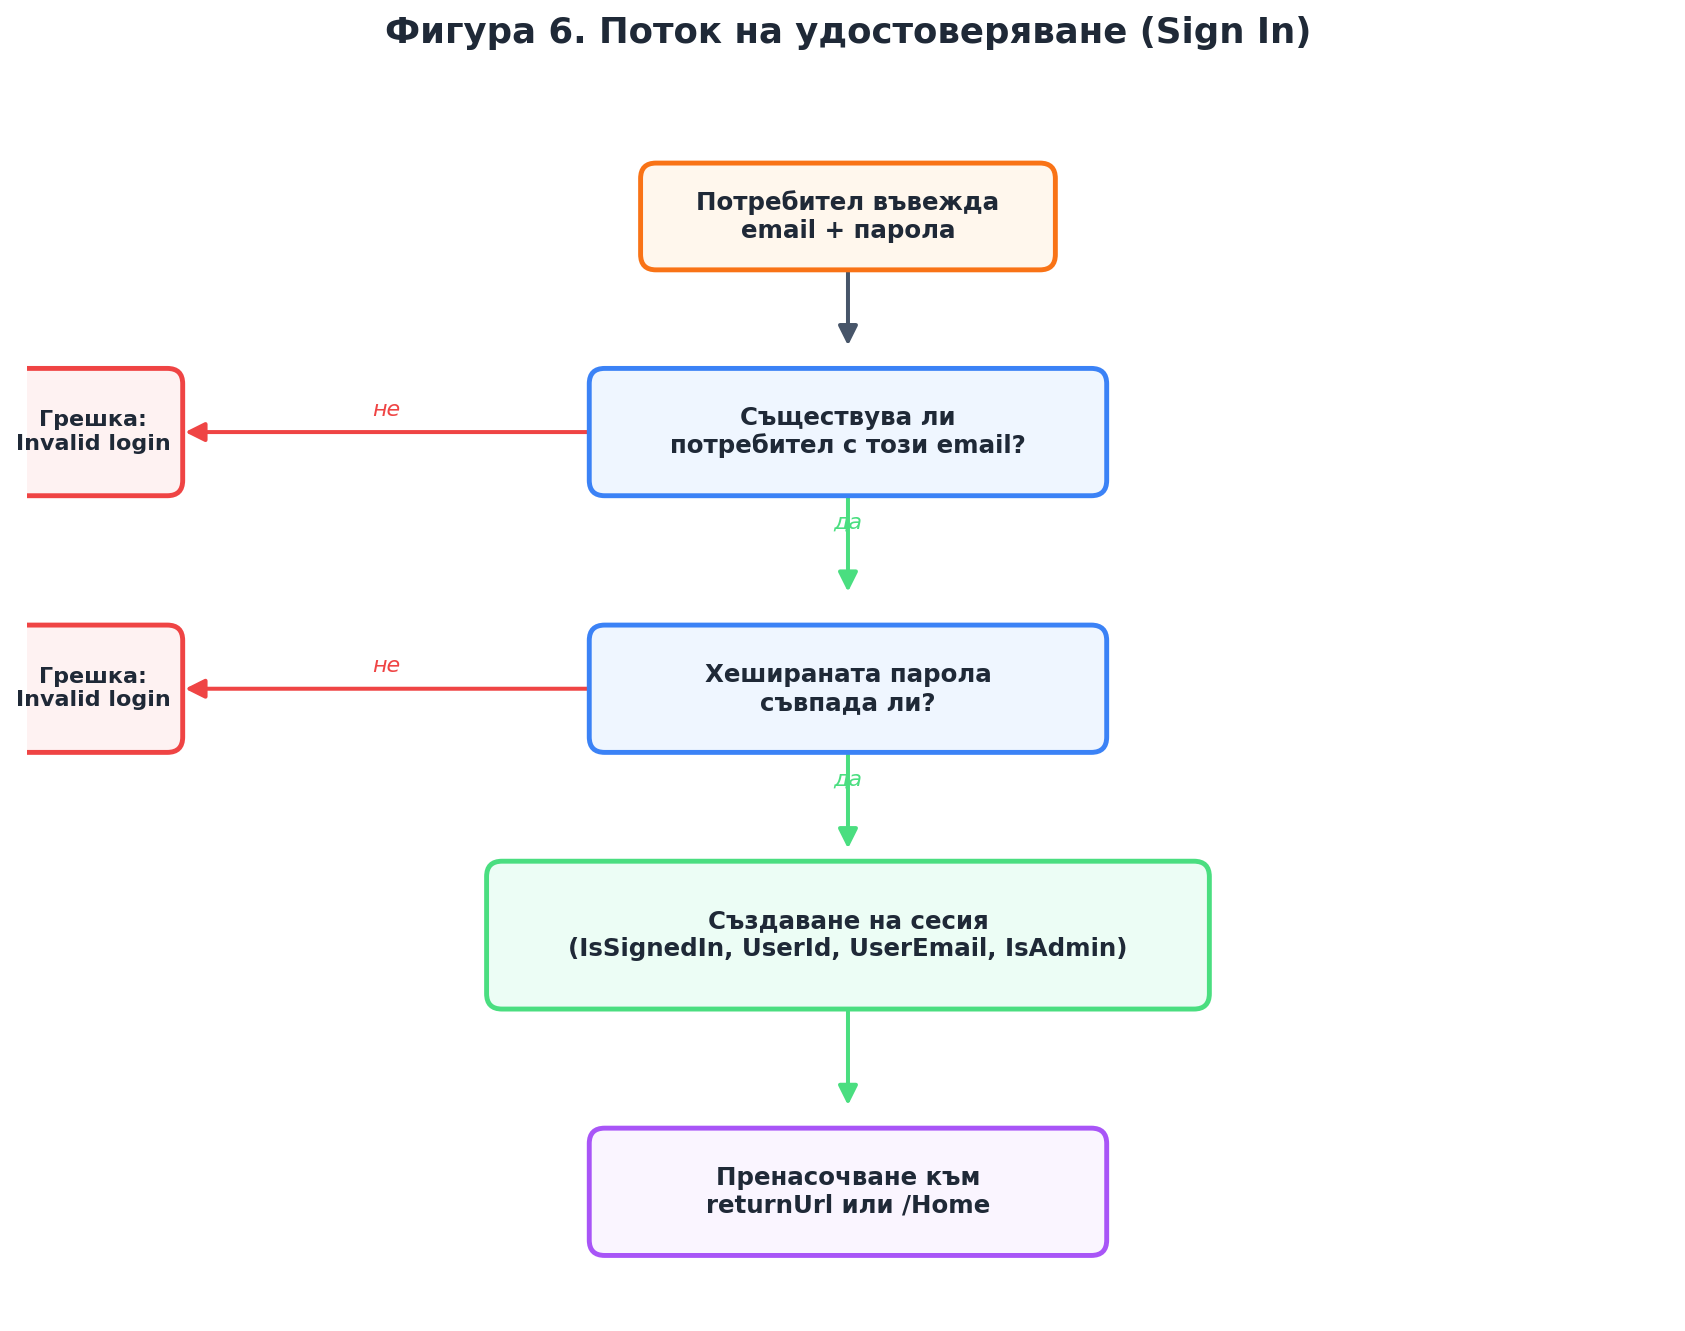 Фигура 6. Поток на удостоверяване (Sign In)
Потребител въвежда
email + парола
Грешка:
Invalid login
не
Съществува ли
потребител с този email?
да
Грешка:
Invalid login
не
Хешираната парола
съвпада ли?
да
Създаване на сесия
(IsSignedIn, UserId, UserEmail, IsAdmin)
Пренасочване към
returnUrl или /Home